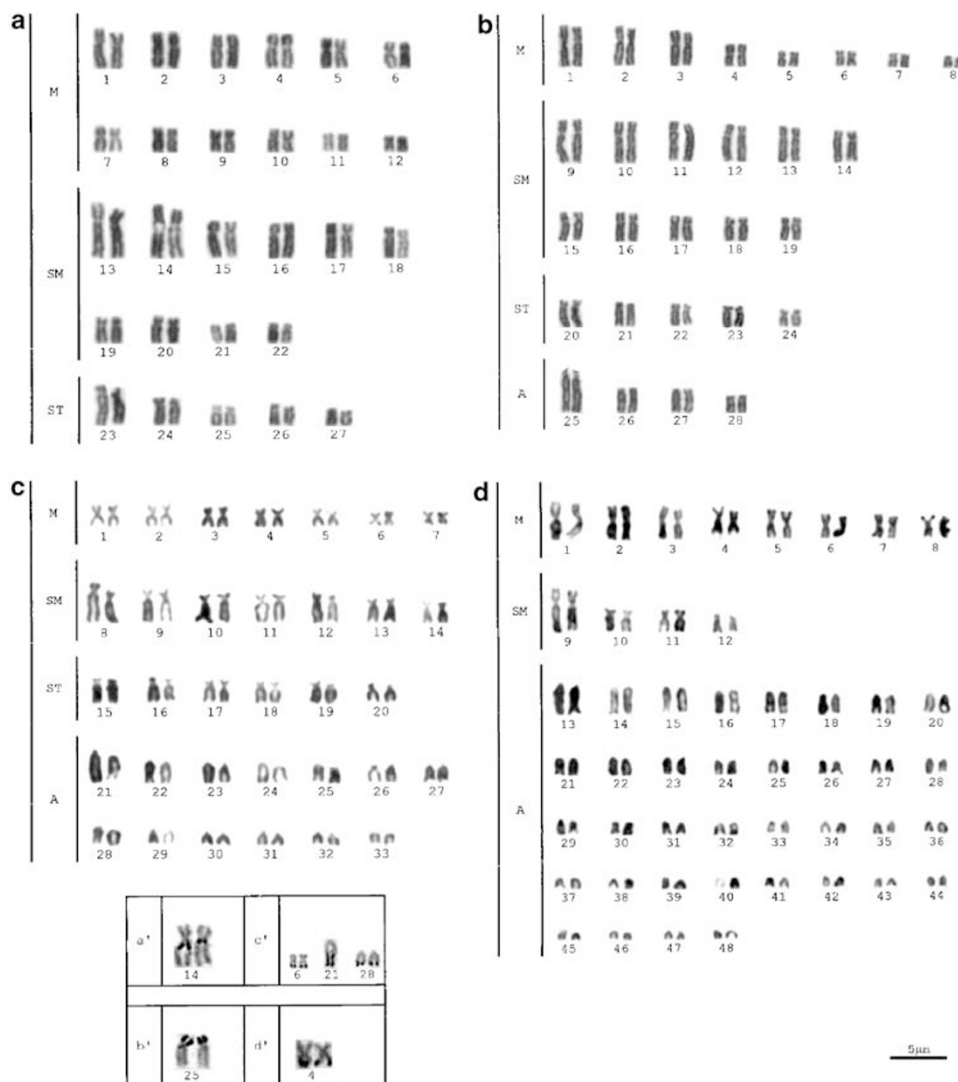 a
M
1 2 3 4 5 6
7 8 9 10 11 12
SM
13 14 15 16 17 18
19 20 21 22
ST
23 24 25 26 27
b
M
1 2 3 4 5 6 7 8
SM
9 10 11 12 13 14
15 16 17 18 19
ST
20 21 22 23 24
A
25 26 27 28
c
M
1 2 3 4 5 6 7
SM
8 9 10 11 12 13 14
ST
15 16 17 18 19 20
A
21 22 23 24 25 26 27
28 29 30 31 32 33
d
M
1 2 3 4 5 6 7 8
SM
9 10 11 12
A
13 14 15 16 17 18 19 20
21 22 23 24 25 26 27 28
29 30 31 32 33 34 35 36
37 38 39 40 41 42 43 44
45 46 47 48
a'
14
c'
6 21 28
b'
25
d'
4
5µm